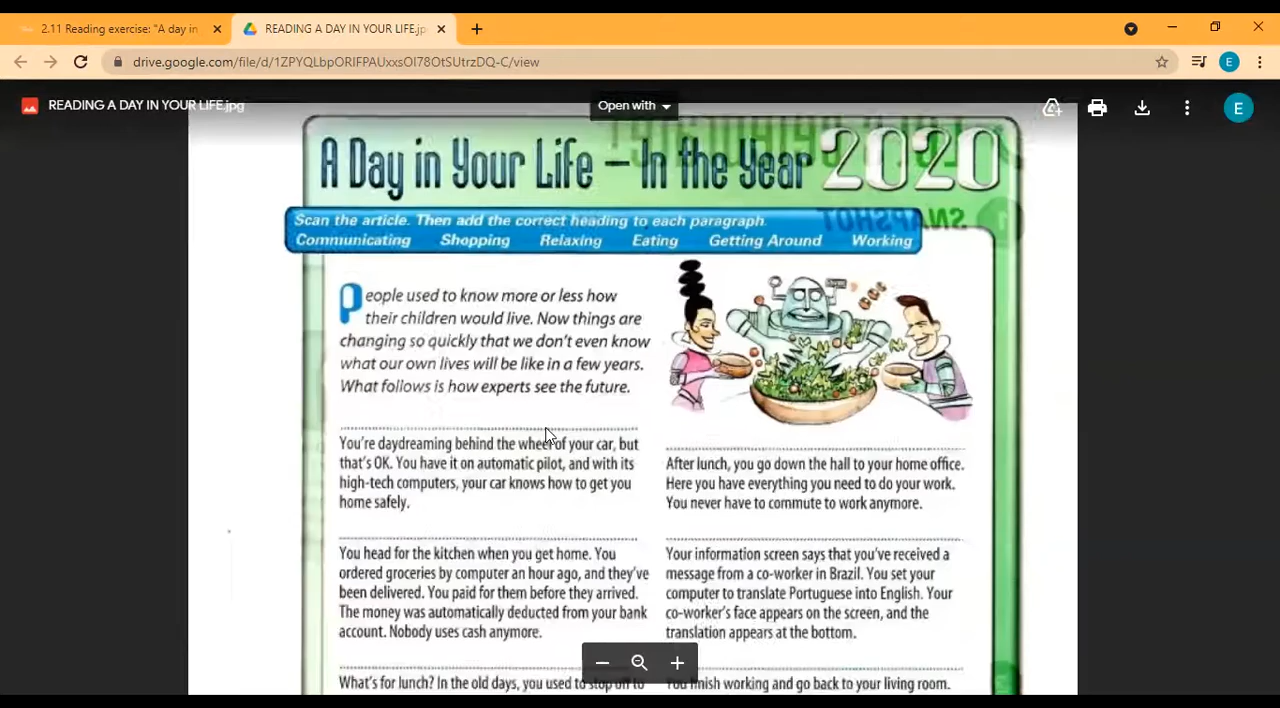 2.11 Reading exercise: "A day in
READING A DAY IN YOUR LIFE.jp
drive.google.com/file/d/1ZPYQLbpORIFPAUxxsOl78OtSUtrzDQ-C/view
E
READING A DAY IN YOUR LIFE.jpg
Open with
E
A Day in Your Life – In the Year 2020
SNAPSHOT
Scan the article. Then add the correct heading to each paragraph.
Communicating Shopping Relaxing Eating Getting Around Working
People used to know more or less how
their children would live. Now things are
changing so quickly that we don't even know
what our own lives will be like in a few years.
What follows is how experts see the future.
You're daydreaming behind the wheel of your car, but
that's OK. You have it on automatic pilot, and with its
high-tech computers, your car knows how to get you
home safely.
You head for the kitchen when you get home. You
ordered groceries by computer an hour ago, and they've
been delivered. You paid for them before they arrived.
The money was automatically deducted from your bank
account. Nobody uses cash anymore.
What's for lunch? In the old days, you used to stop off to
After lunch, you go down the hall to your home office.
Here you have everything you need to do your work.
You never have to commute to work anymore.
Your information screen says that you've received a
message from a co-worker in Brazil. You set your
computer to translate Portuguese into English. Your
co-worker's face appears on the screen, and the
translation appears at the bottom.
You finish working and go back to your living room.